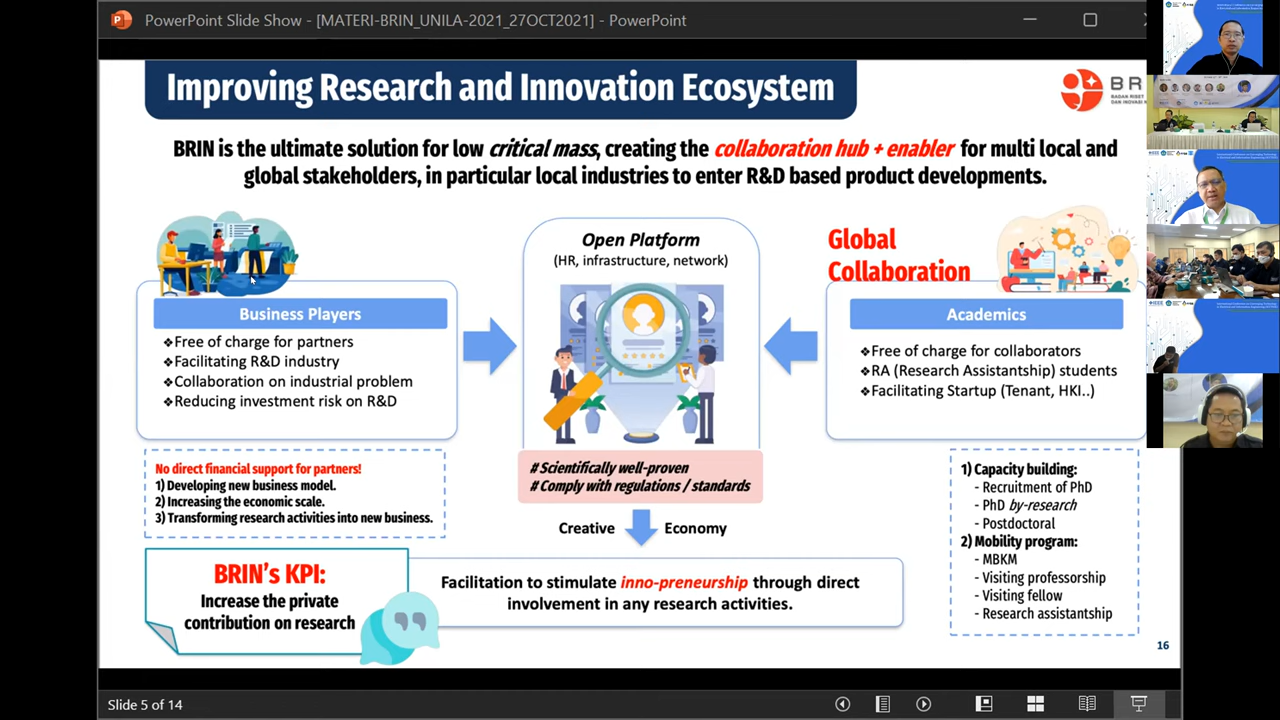 PowerPoint Slide Show - [MATERI-BRIN_UNILA-2021_27OCT2021] - PowerPoint
Improving Research and Innovation Ecosystem
BR
BADAN RISET
DAN INOVASI
BRIN is the ultimate solution for low critical mass, creating the collaboration hub + enabler for multi local and
global stakeholders, in particular local industries to enter R&D based product developments.
Business Players
❖Free of charge for partners
❖Facilitating R&D industry
❖Collaboration on industrial problem
❖Reducing investment risk on R&D
No direct financial support for partners!
1) Developing new business model.
2) Increasing the economic scale.
3) Transforming research activities into new business.
BRIN's KPI:
Increase the private
contribution on research
Open Platform
(HR, infrastructure, network)
# Scientifically well-proven
# Comply with regulations / standards
Creative Economy
Facilitation to stimulate inno-preneurship through direct
involvement in any research activities.
Global
Collaboration
Academics
❖Free of charge for collaborators
❖RA (Research Assistantship) students
❖Facilitating Startup (Tenant, HKI..)
1) Capacity building:
- Recruitment of PhD
- PhD by-research
- Postdoctoral
2) Mobility program:
- MBKM
- Visiting professorship
- Visiting fellow
- Research assistantship
16
Slide 5 of 14